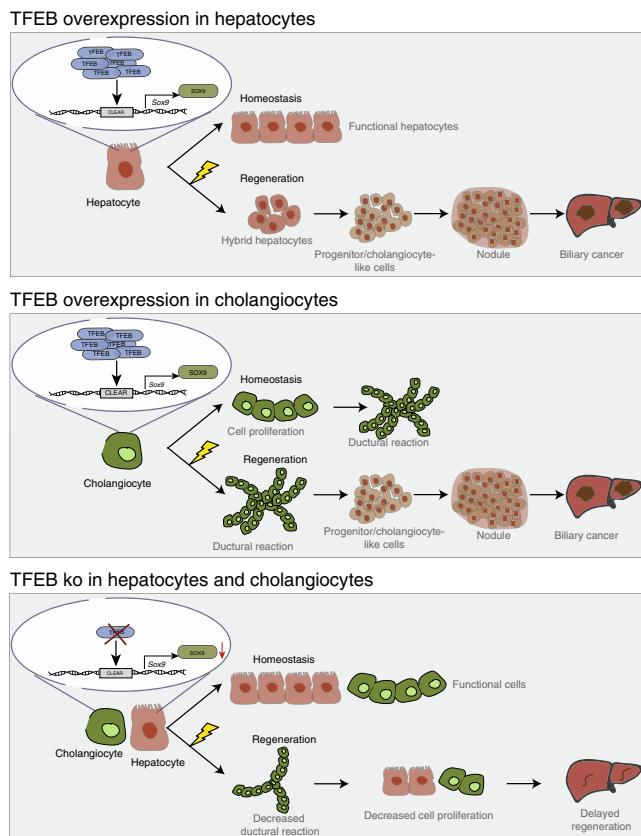 TFEB overexpression in hepatocytes
TFEB
TFEB
TFEB
TFEB
TFEB
TFEB
SOX9
Sox9
CLEAR
Hepatocyte
Homeostasis
Functional hepatocytes
Regeneration
Hybrid hepatocytes
Progenitor/cholangiocyte-
like cells
Nodule
Biliary cancer
TFEB overexpression in cholangiocytes
TFEB
TFEB
TFEB
TFEB
TFEB
TFEB
SOX9
Sox9
CLEAR
Cholangiocyte
Homeostasis
Cell proliferation
Ductural reaction
Regeneration
Ductural reaction
Progenitor/cholangiocyte-
like cells
Nodule
Biliary cancer
TFEB ko in hepatocytes and cholangiocytes
TFEB
SOX9
Sox9
CLEAR
Cholangiocyte
Hepatocyte
Homeostasis
Functional cells
Regeneration
Decreased
ductural reaction
Decreased cell proliferation
Delayed
regeneration